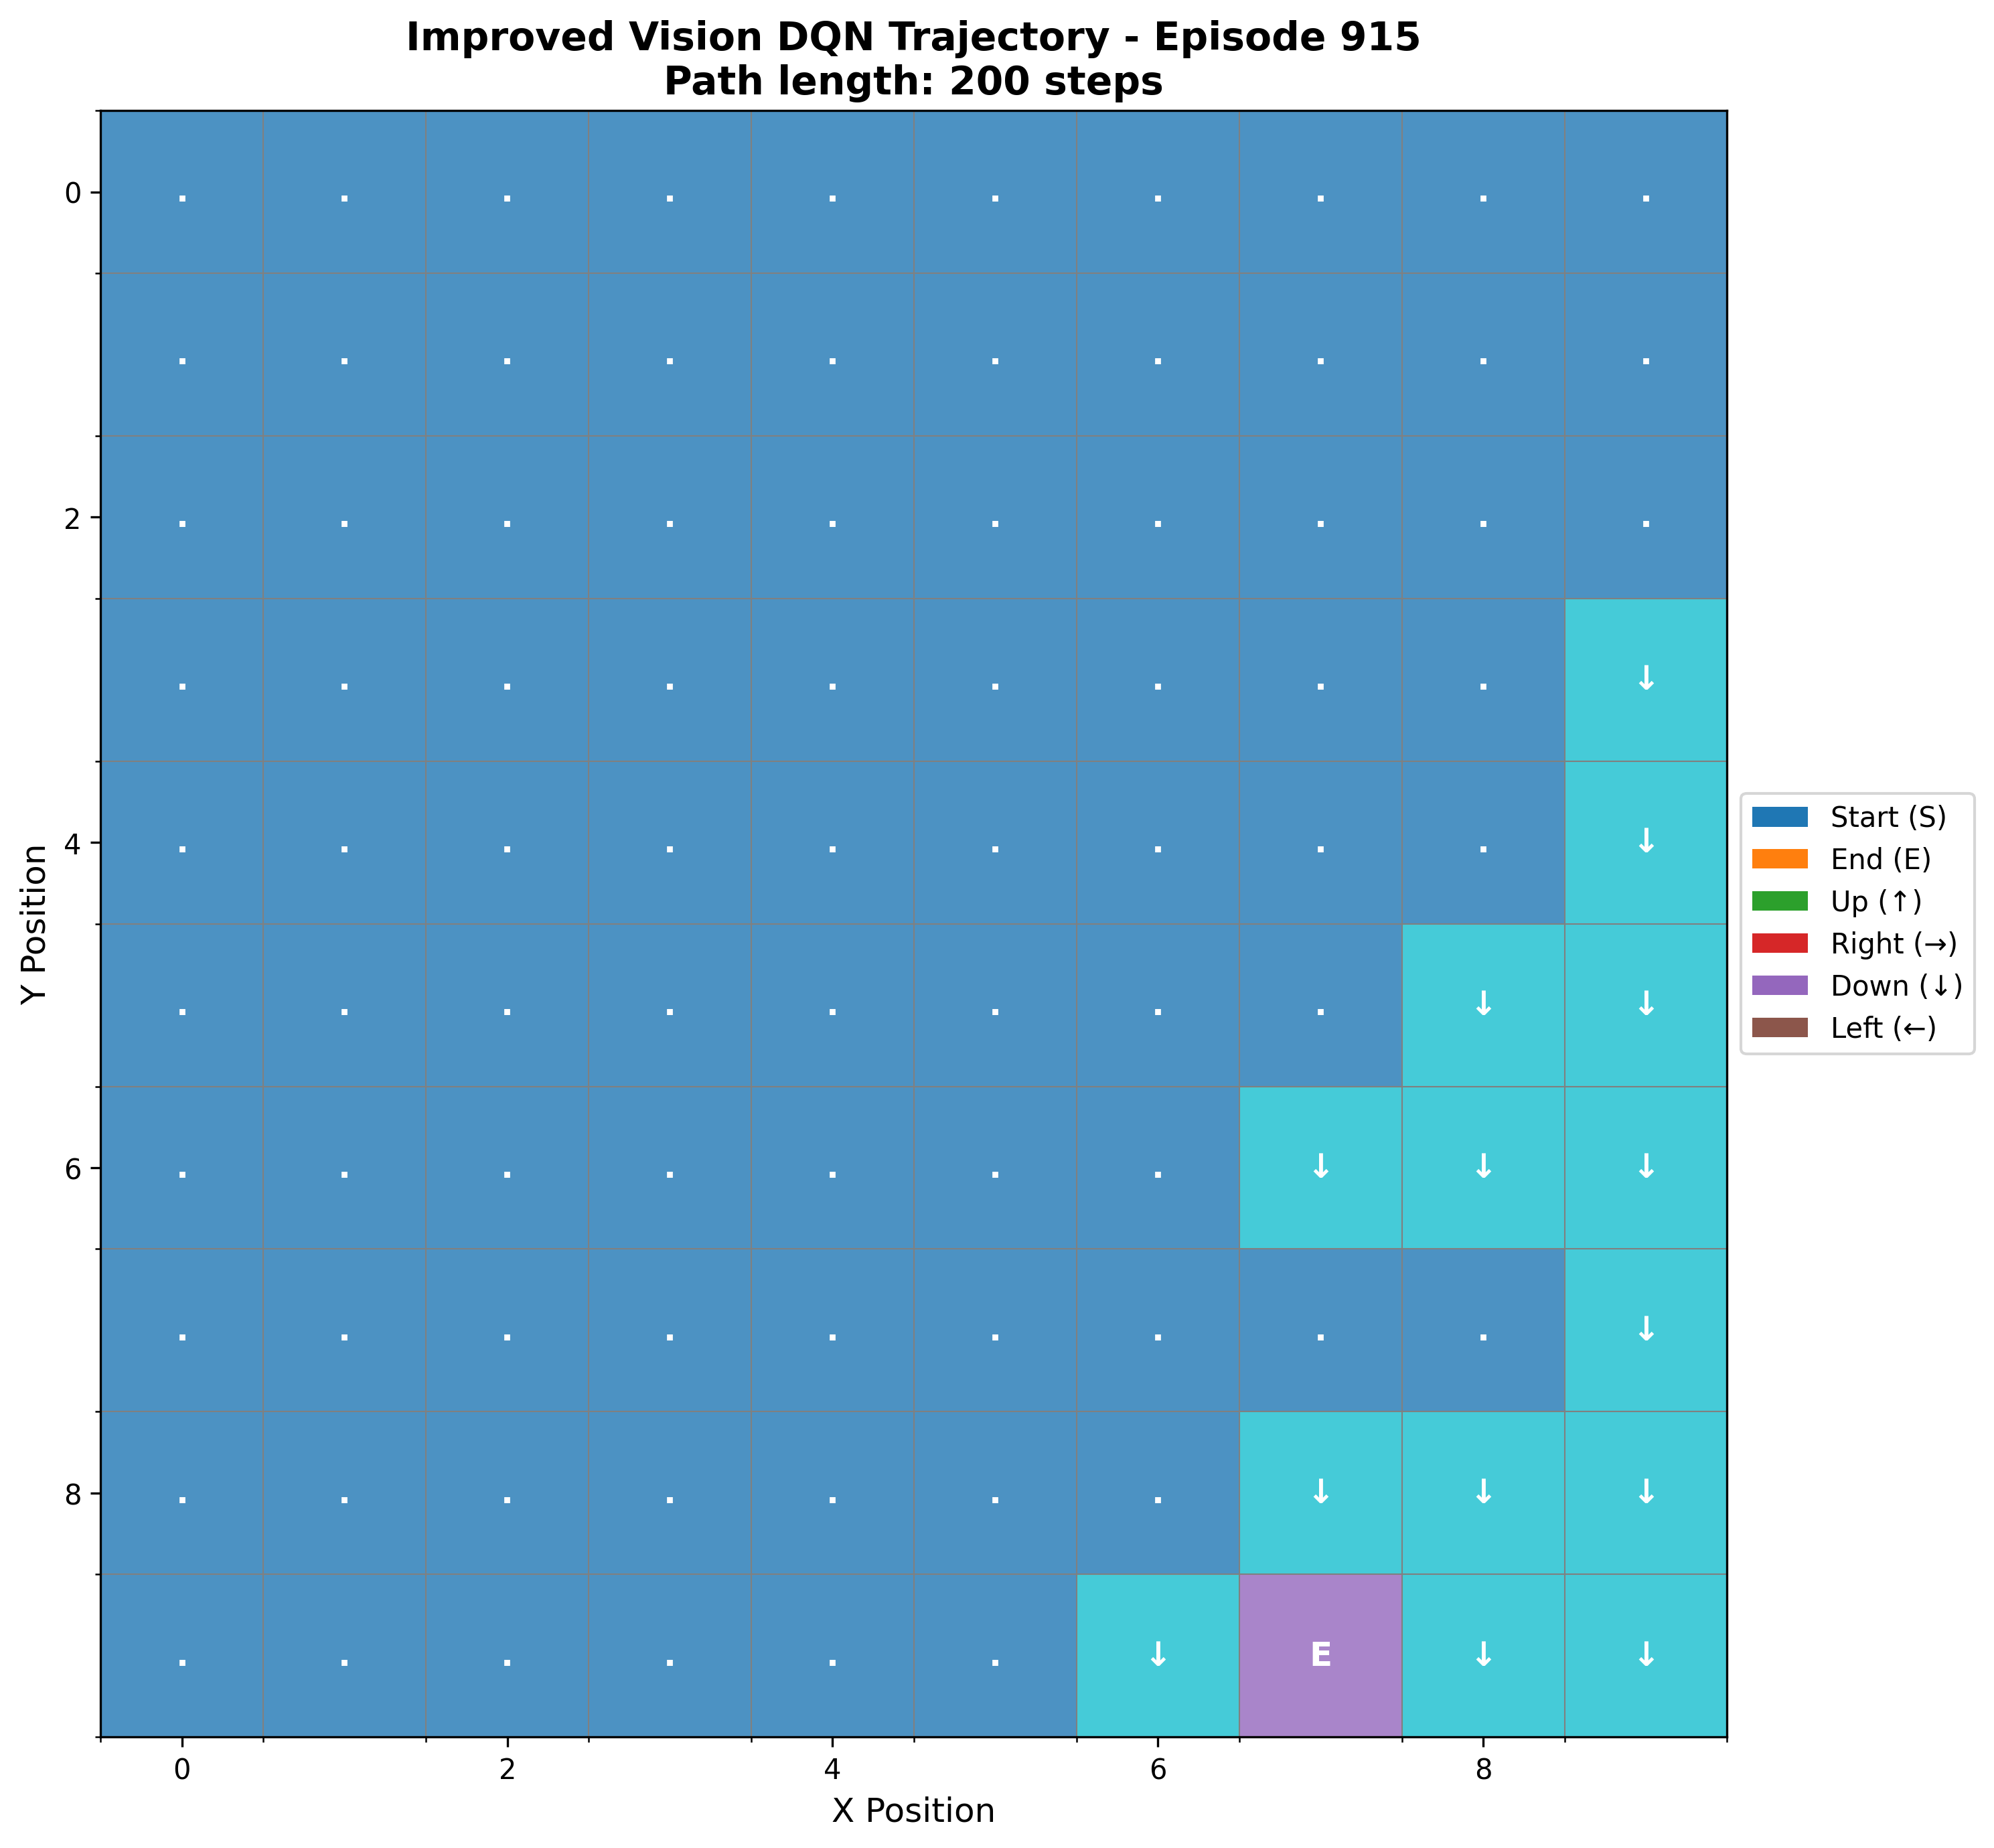 Improved Vision DQN Trajectory - Episode 915
Path length: 200 steps
0 . . . . . . . . . .
. . . . . . . . . .
2 . . . . . . . . . .
. . . . . . . . . ↓
4 . . . . . . . . . ↓
. . . . . . . . ↓ ↓
6 . . . . . . . ↓ ↓ ↓
. . . . . . . . . ↓
8 . . . . . . . ↓ ↓ ↓
. . . . . . ↓ E ↓ ↓
0 2 4 6 8
X Position
Y Position
Start (S)
End (E)
Up (↑)
Right (→)
Down (↓)
Left (←)